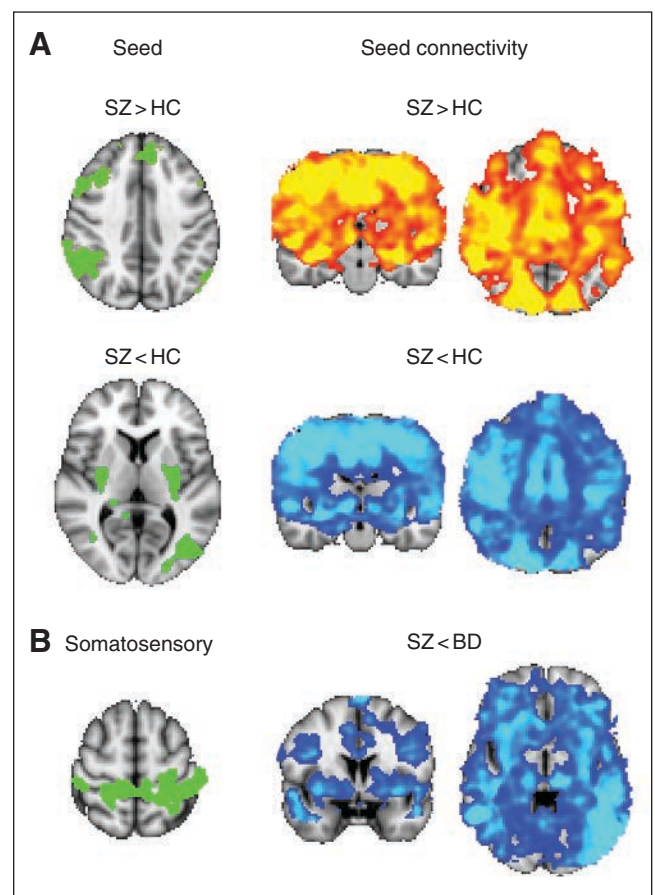 A Seed Seed connectivity
SZ > HC SZ > HC
SZ < HC SZ < HC
B Somatosensory SZ < BD